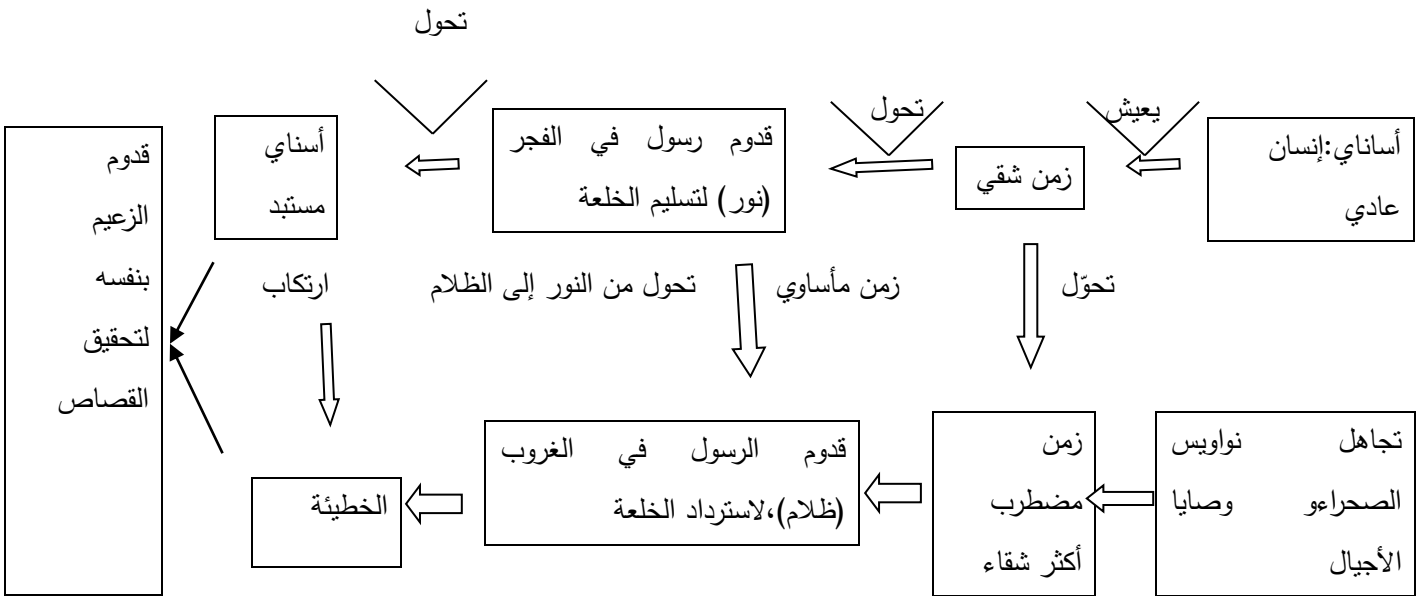 تحول
أساناي:إنسان
عادي
يعيش
زمن شقي
تحول
قدوم رسول في الفجر
(نور) لتسليم الخلعة
أسناي
مستبد
قدوم
الزعيم
بنفسه
لتحقيق
القصاص
تحوّل
زمن مأساوي
تحول من النور إلى الظلام
ارتكاب
تجاهل نواويس
الصحراءو وصايا
الأجيال
زمن
مضطرب
أكثر شقاء
قدوم الرسول في الغروب
(ظلام)،لاسترداد الخلعة
الخطيئة